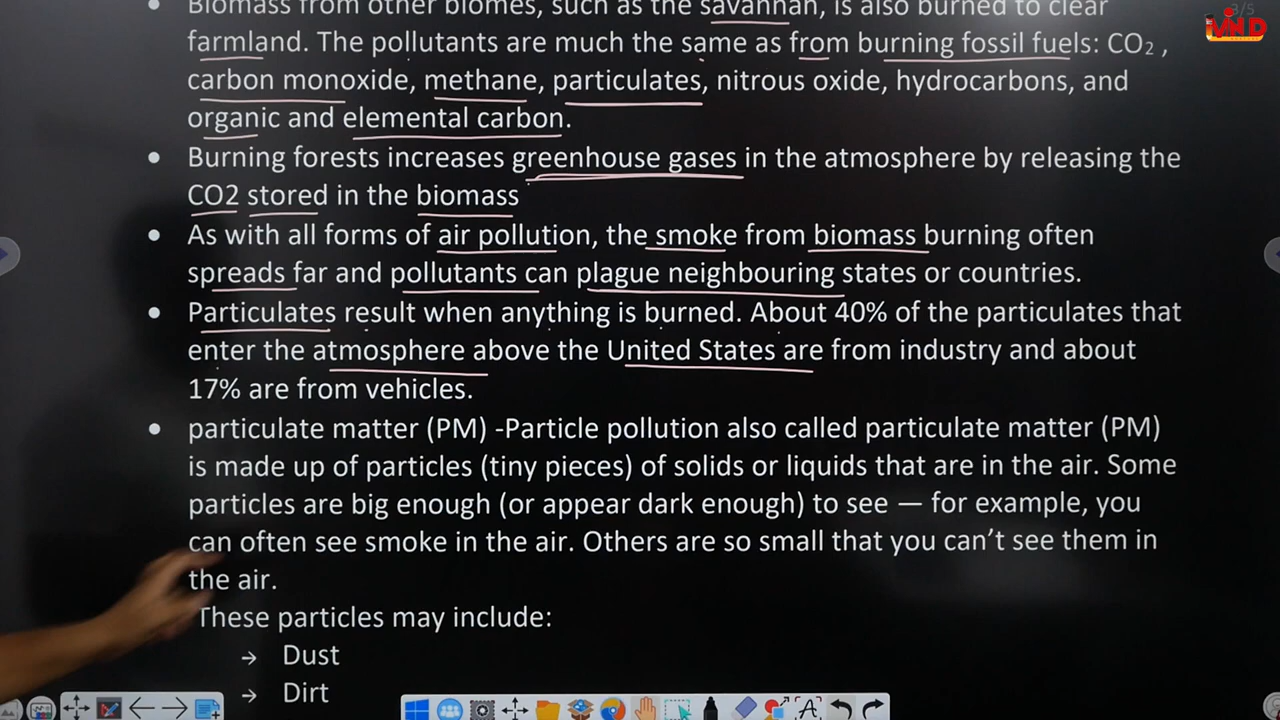 Biomass from other biomes, such as the savannah, is also burned to clear
farmland. The pollutants are much the same as from burning fossil fuels: CO₂ ,
carbon monoxide, methane, particulates, nitrous oxide, hydrocarbons, and
organic and elemental carbon.
• Burning forests increases greenhouse gases in the atmosphere by releasing the
CO2 stored in the biomass
• As with all forms of air pollution, the smoke from biomass burning often
spreads far and pollutants can plague neighbouring states or countries.
• Particulates result when anything is burned. About 40% of the particulates that
enter the atmosphere above the United States are from industry and about
17% are from vehicles.
• particulate matter (PM) -Particle pollution also called particulate matter (PM)
is made up of particles (tiny pieces) of solids or liquids that are in the air. Some
particles are big enough (or appear dark enough) to see — for example, you
can often see smoke in the air. Others are so small that you can’t see them in
the air.
These particles may include:
→ Dust
→ Dirt
3/5
MIND
A